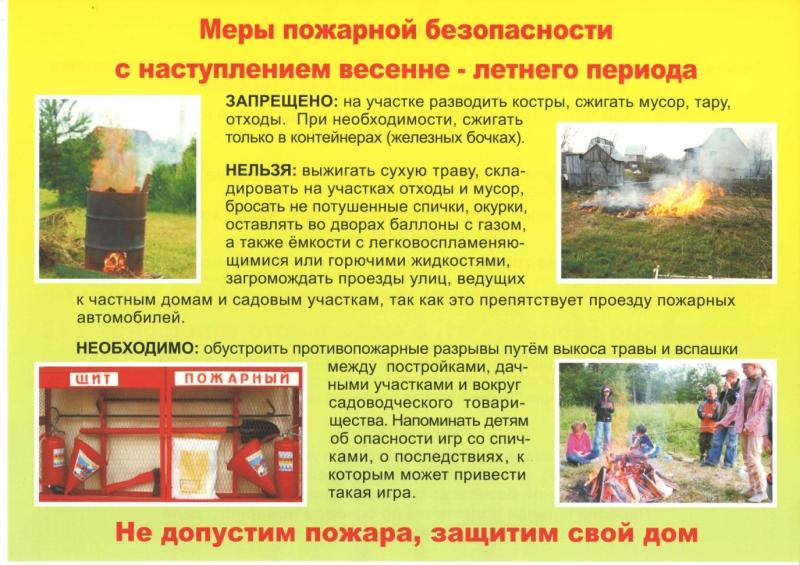 Меры пожарной безопасности
с наступлением весенне - летнего периода
ЗАПРЕЩЕНО: на участке разводить костры, сжигать мусор, тару,
отходы. При необходимости, сжигать
только в контейнерах (железных бочках).
НЕЛЬЗЯ: выжигать сухую траву, скла-
дировать на участках отходы и мусор,
бросать не потушенные спички, окурки,
оставлять во дворах баллоны с газом,
а также ёмкости с легковоспламеняю-
щимися или горючими жидкостями,
загромождать проезды улиц, ведущих
к частным домам и садовым участкам, так как это препятствует проезду пожарных
автомобилей.
НЕОБХОДИМО: обустроить противопожарные разрывы путём выкоса травы и вспашки
между постройками, дач-
ными участками и вокруг
садоводческого товари-
щества. Напоминать детям
об опасности игр со спич-
ками, о последствиях, к
которым может привести
такая игра.
ЩИТ ПОЖАРНЫЙ
Не допустим пожара, защитим свой дом